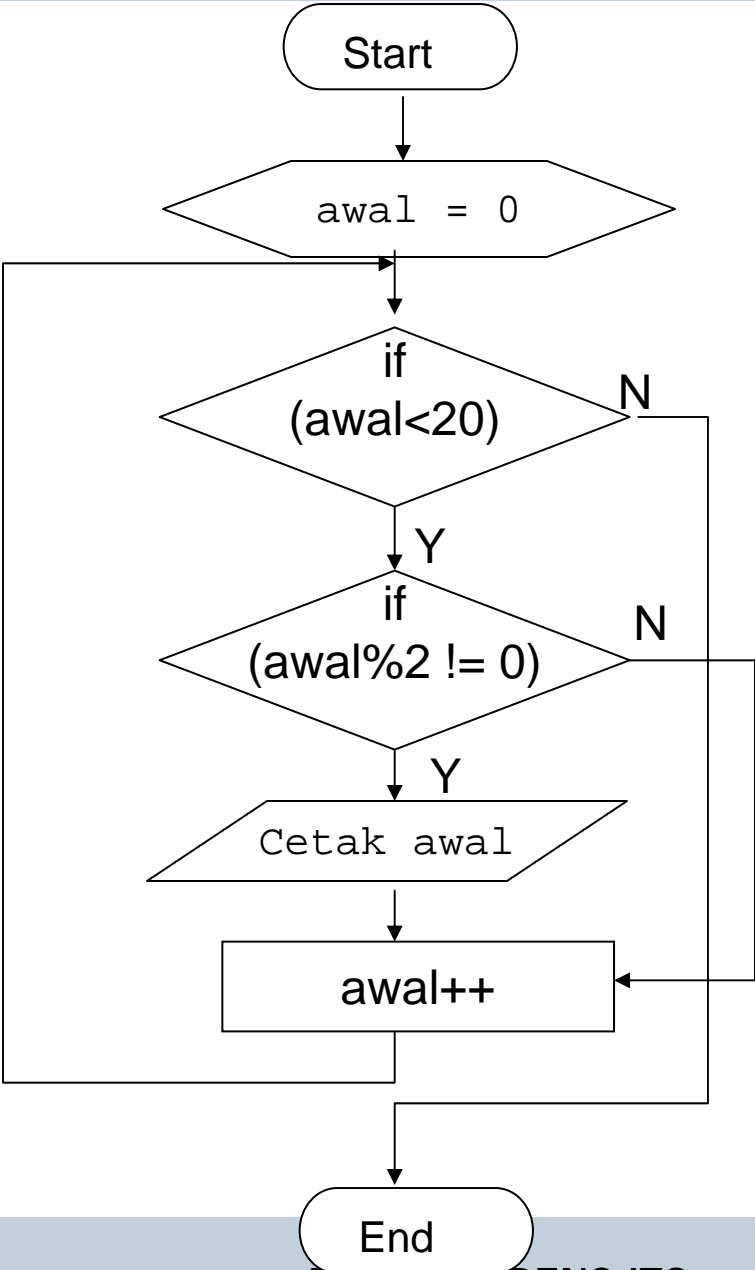 Start
awal = 0
if
(awal<20)
N
Y
if
(awal%2 != 0)
N
Y
Cetak awal
awal++
End